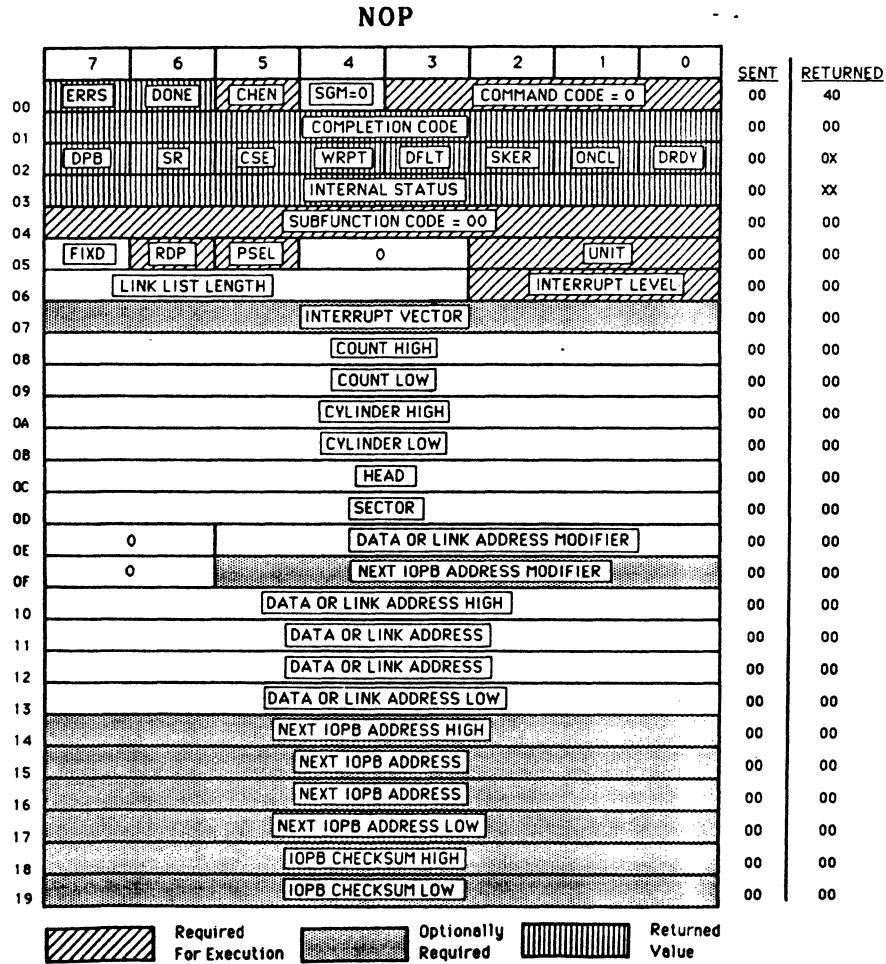 NOP
7 6 5 4 3 2 1 0 SENT RETURNED
00 ERRS DONE CHEN SGM=0 COMMAND CODE = 0 00 40
01 COMPLETION CODE 00 00
02 DPB SR CSE WRPT DFLT SKER ONCL DRDY 00 0X
03 INTERNAL STATUS 00 XX
04 SUBFUNCTION CODE = 00 00 00
05 FIXD RDP PSEL 0 UNIT 00 00
06 LINK LIST LENGTH INTERRUPT LEVEL 00 00
07 INTERRUPT VECTOR 00 00
08 COUNT HIGH 00 00
09 COUNT LOW 00 00
0A CYLINDER HIGH 00 00
0B CYLINDER LOW 00 00
0C HEAD 00 00
0D SECTOR 00 00
0E 0 DATA OR LINK ADDRESS MODIFIER 00 00
0F 0 NEXT IOPB ADDRESS MODIFIER 00 00
10 DATA OR LINK ADDRESS HIGH 00 00
11 DATA OR LINK ADDRESS 00 00
12 DATA OR LINK ADDRESS 00 00
13 DATA OR LINK ADDRESS LOW 00 00
14 NEXT IOPB ADDRESS HIGH 00 00
15 NEXT IOPB ADDRESS 00 00
16 NEXT IOPB ADDRESS 00 00
17 NEXT IOPB ADDRESS LOW 00 00
18 IOPB CHECKSUM HIGH 00 00
19 IOPB CHECKSUM LOW 00 00
Required For Execution
Optionally Required
Returned Value